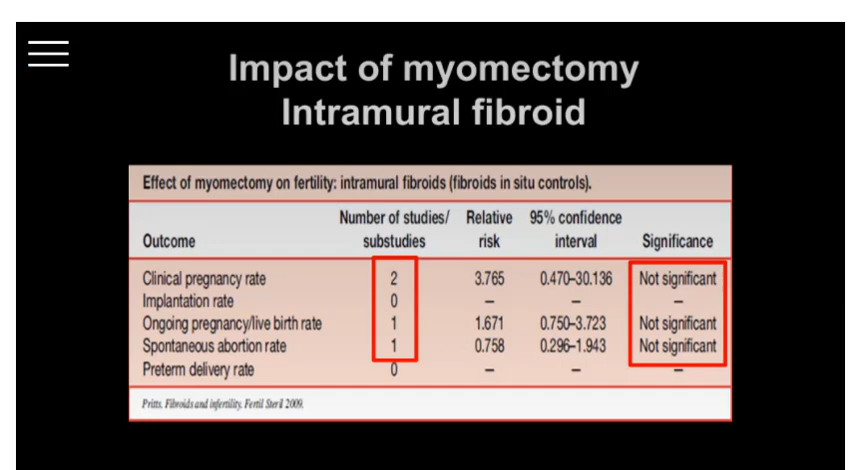 Impact of myomectomy
Intramural fibroid
Effect of myomectomy on fertility: intramural fibroids (fibroids in situ controls).
Number of studies/ Relative 95% confidence
Outcome substudies risk interval Significance
Clinical pregnancy rate 2 3.765 0.470–30.136 Not significant
Implantation rate 0 – – –
Ongoing pregnancy/live birth rate 1 1.671 0.750–3.723 Not significant
Spontaneous abortion rate 1 0.758 0.296–1.943 Not significant
Preterm delivery rate 0 – – –
Pritts. Fibroids and infertility. Fertil Steril 2009.